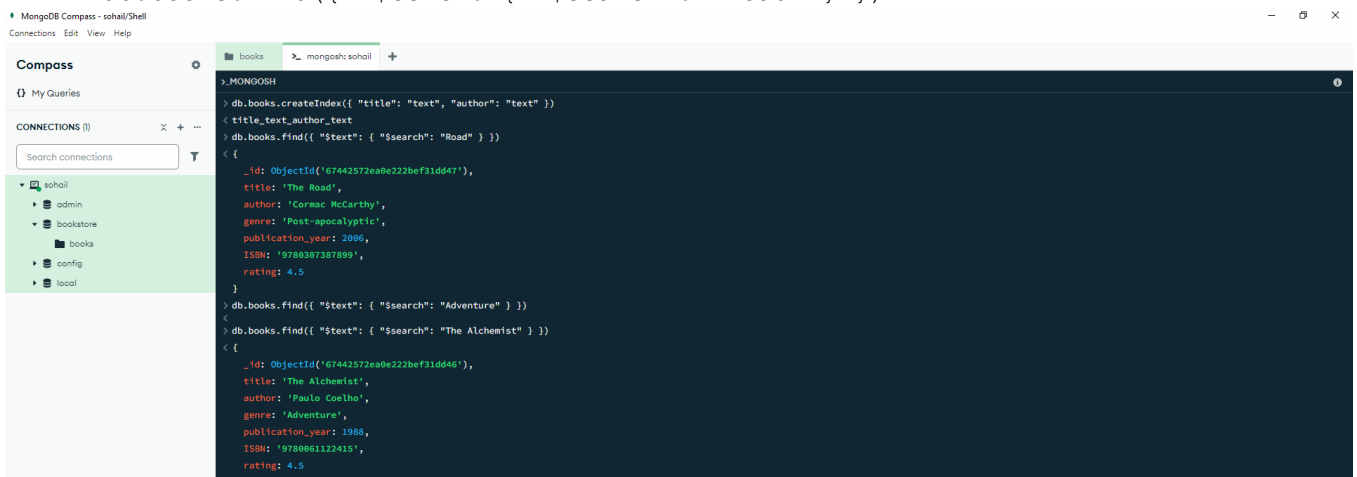 MongoDB Compass - sohail/Shell
Connections Edit View Help
Compass
{} My Queries
CONNECTIONS (1)
Search connections
sohail
admin
bookstore
books
config
local
books
>_ mongosh: sohail
>_MONGOSH
> db.books.createIndex({ "title": "text", "author": "text" })
< title_text_author_text
> db.books.find({ "$text": { "$search": "Road" } })
< {
_id: ObjectId('67442572ea0e222bef31dd47'),
title: 'The Road',
author: 'Cormac McCarthy',
genre: 'Post-apocalyptic',
publication_year: 2006,
ISBN: '9780307387899',
rating: 4.5
}
> db.books.find({ "$text": { "$search": "Adventure" } })
<
> db.books.find({ "$text": { "$search": "The Alchemist" } })
< {
_id: ObjectId('67442572ea0e222bef31dd46'),
title: 'The Alchemist',
author: 'Paulo Coelho',
genre: 'Adventure',
publication_year: 1988,
ISBN: '9780061122415',
rating: 4.5